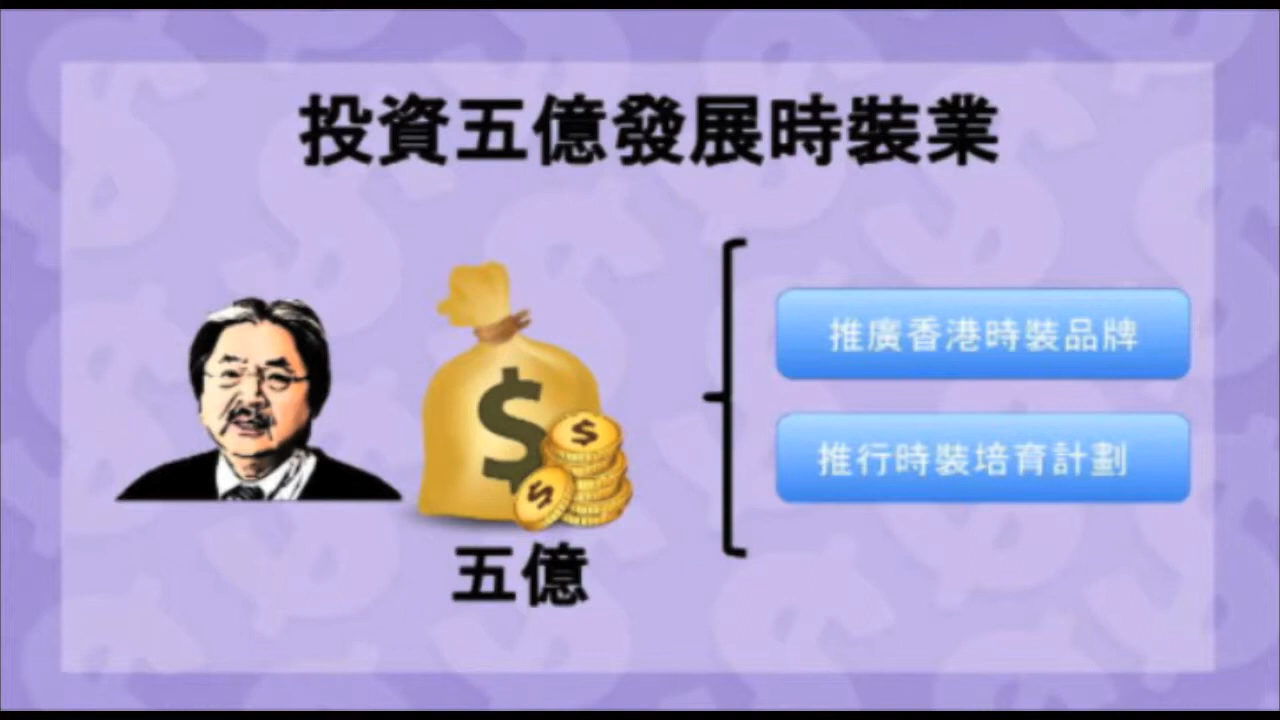 投資五億發展時裝業
五億
推廣香港時裝品牌
推行時裝培育計劃